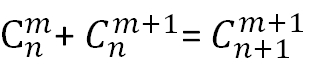 C_n^m + C_n^{m+1} = C_{n+1}^{m+1}